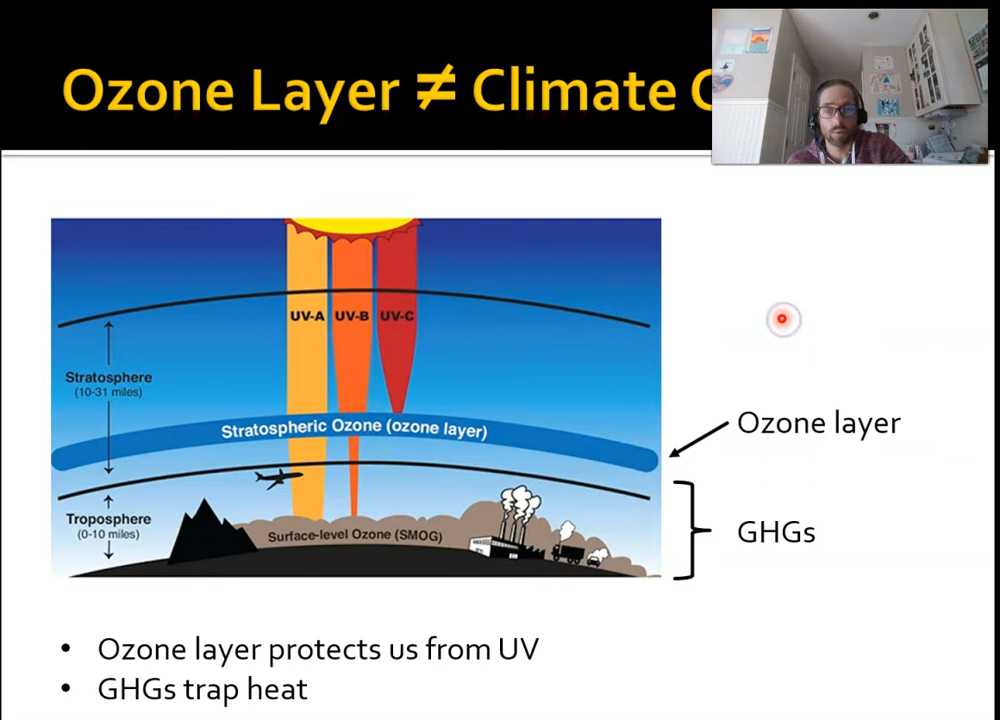 Ozone Layer ≠ Climate C
UV-A UV-B UV-C
Stratosphere
(10-31 miles)
Stratospheric Ozone (ozone layer)
Ozone layer
Troposphere
(0-10 miles)
Surface-level Ozone (SMOG)
GHGs
• Ozone layer protects us from UV
• GHGs trap heat